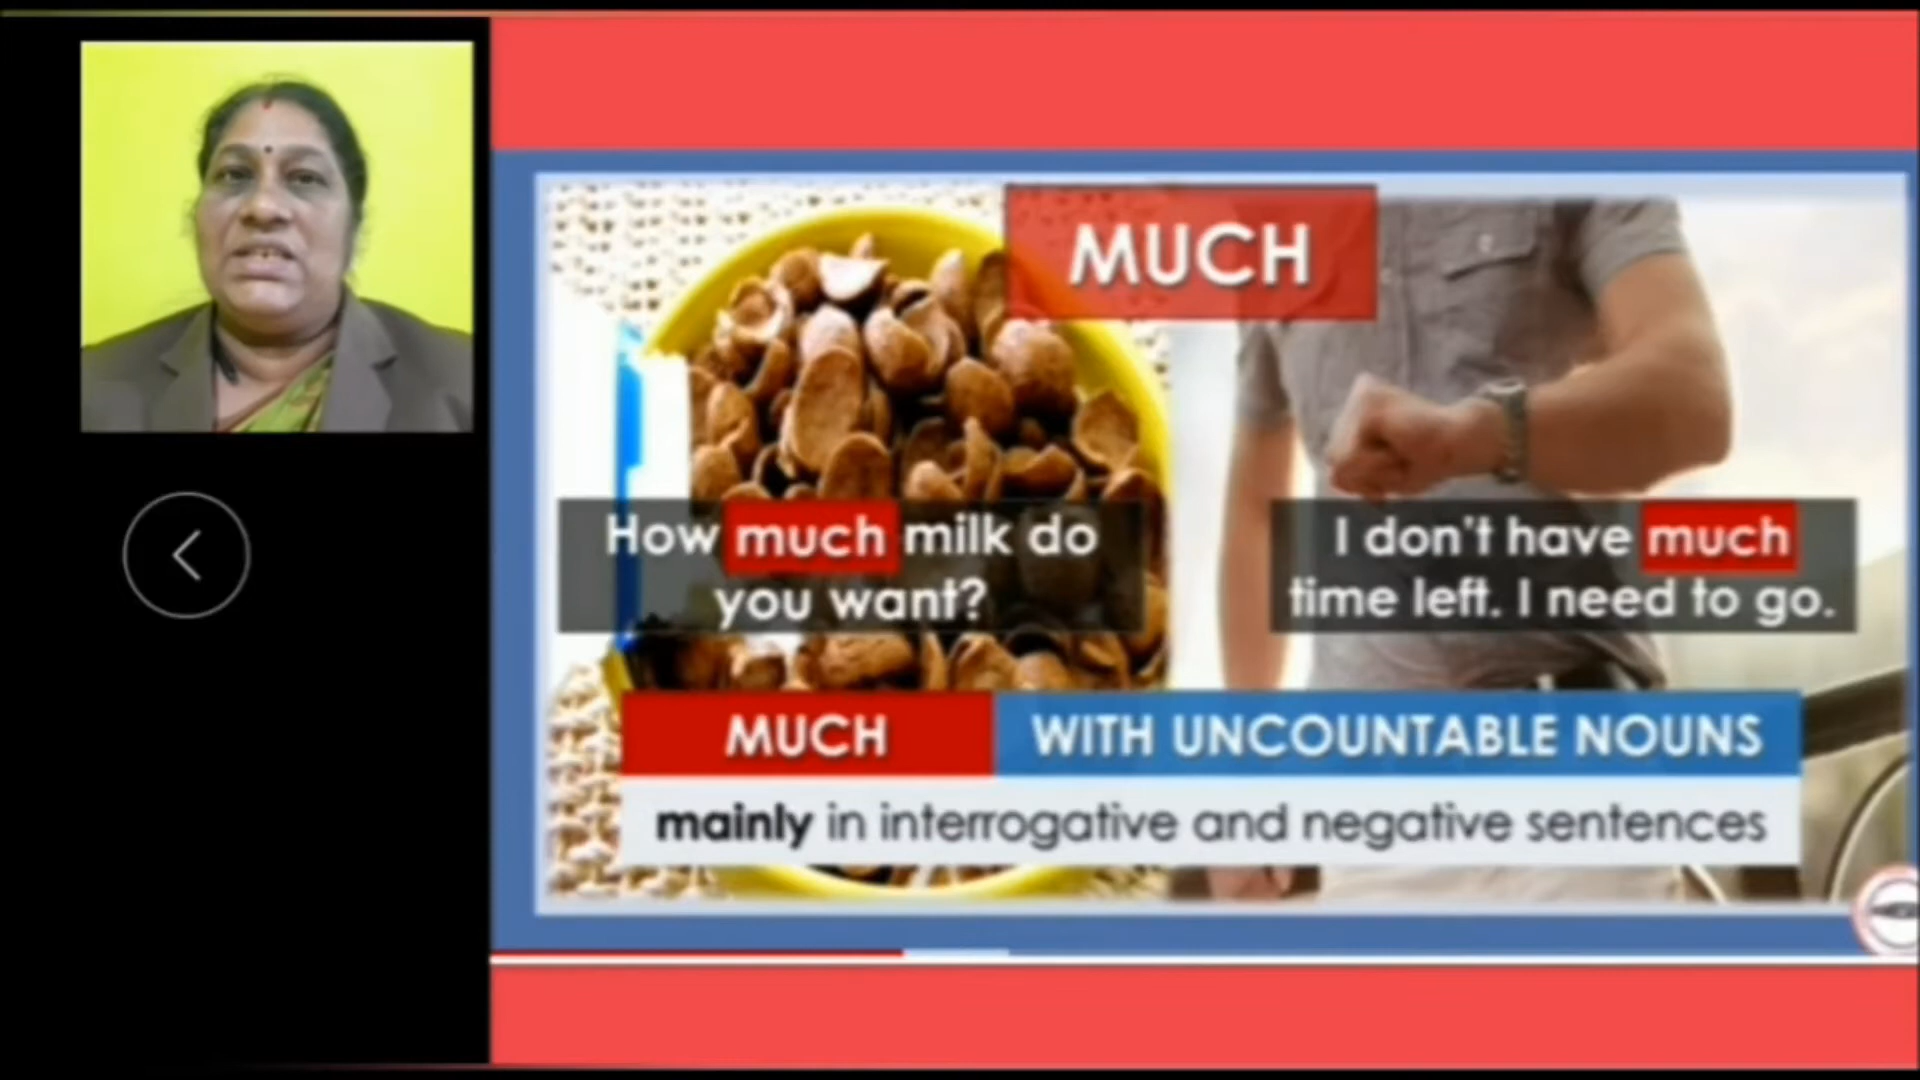 MUCH
How much milk do
you want?
I don't have much
time left. I need to go.
MUCH
WITH UNCOUNTABLE NOUNS
mainly in interrogative and negative sentences